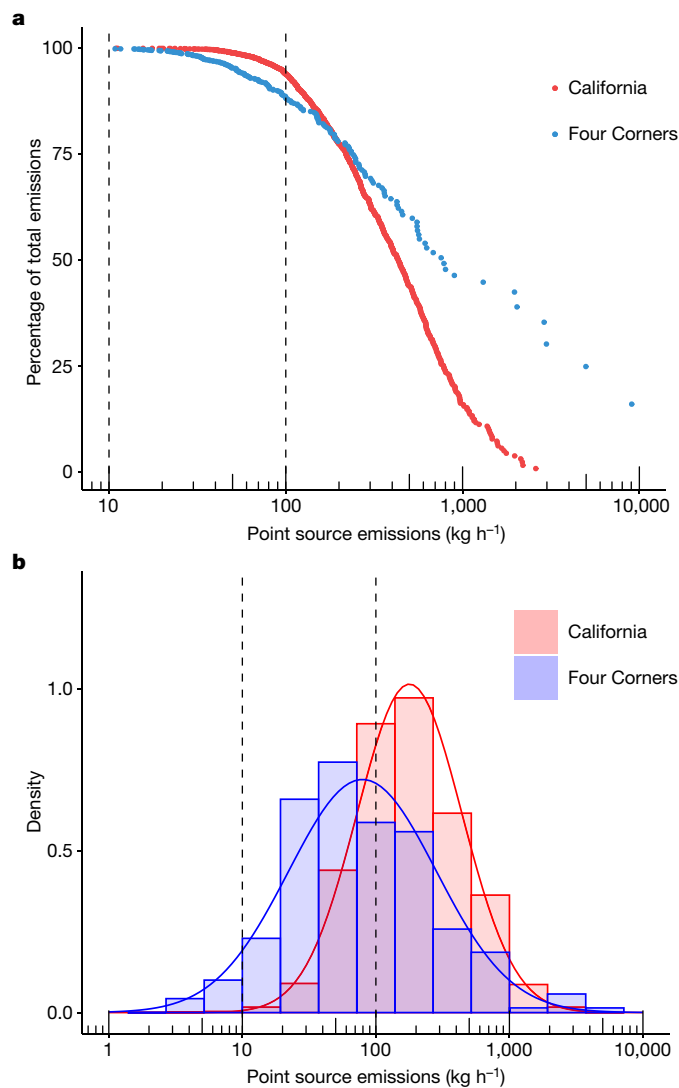 a
100
75
50
25
0
Percentage of total emissions
California
Four Corners
10
100
1,000
10,000
Point source emissions (kg h⁻¹)
b
California
Four Corners
1.0
0.5
0.0
Density
1
10
100
1,000
10,000
Point source emissions (kg h⁻¹)